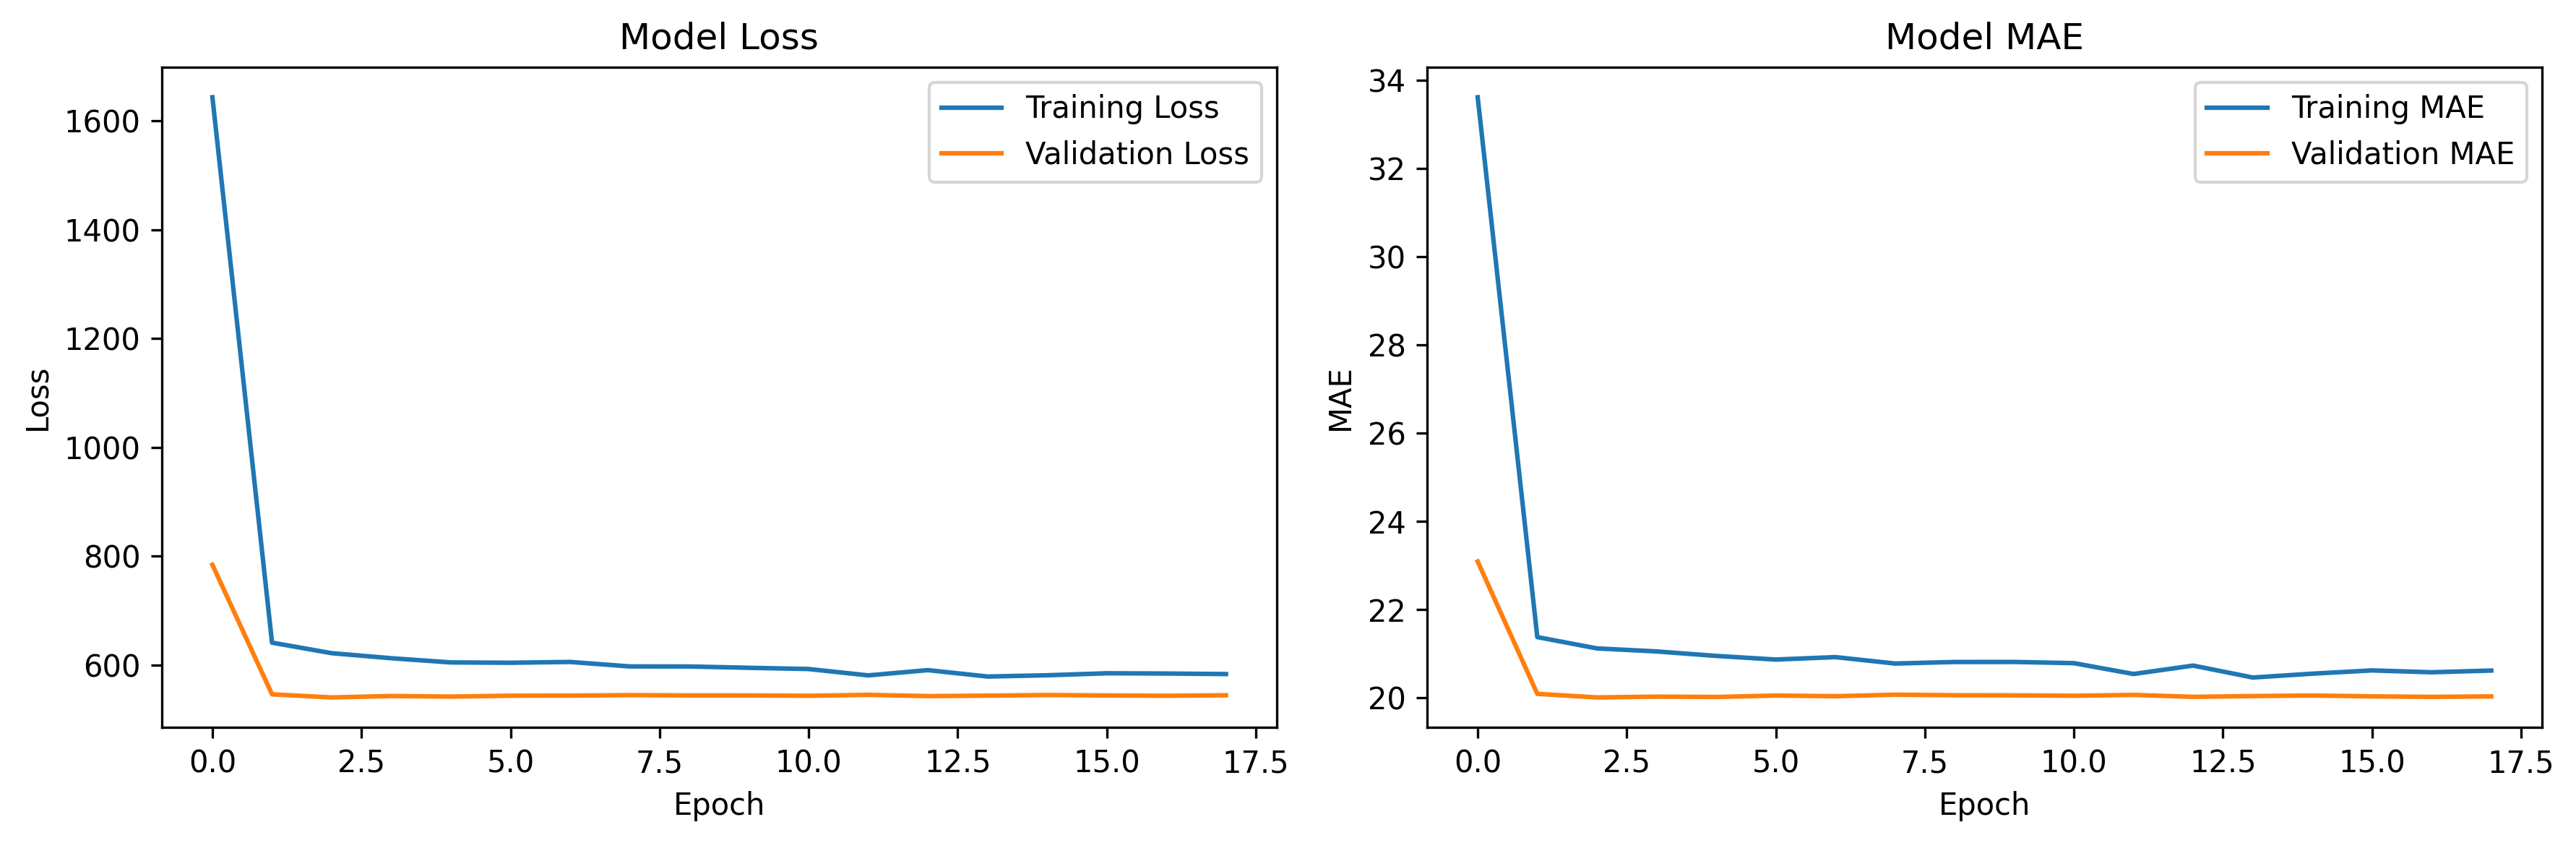 Model Loss
1600
1400
1200
1000
800
600
Loss
0.0 2.5 5.0 7.5 10.0 12.5 15.0 17.5
Epoch
Training Loss
Validation Loss
Model MAE
34
32
30
28
26
24
22
20
MAE
0.0 2.5 5.0 7.5 10.0 12.5 15.0 17.5
Epoch
Training MAE
Validation MAE